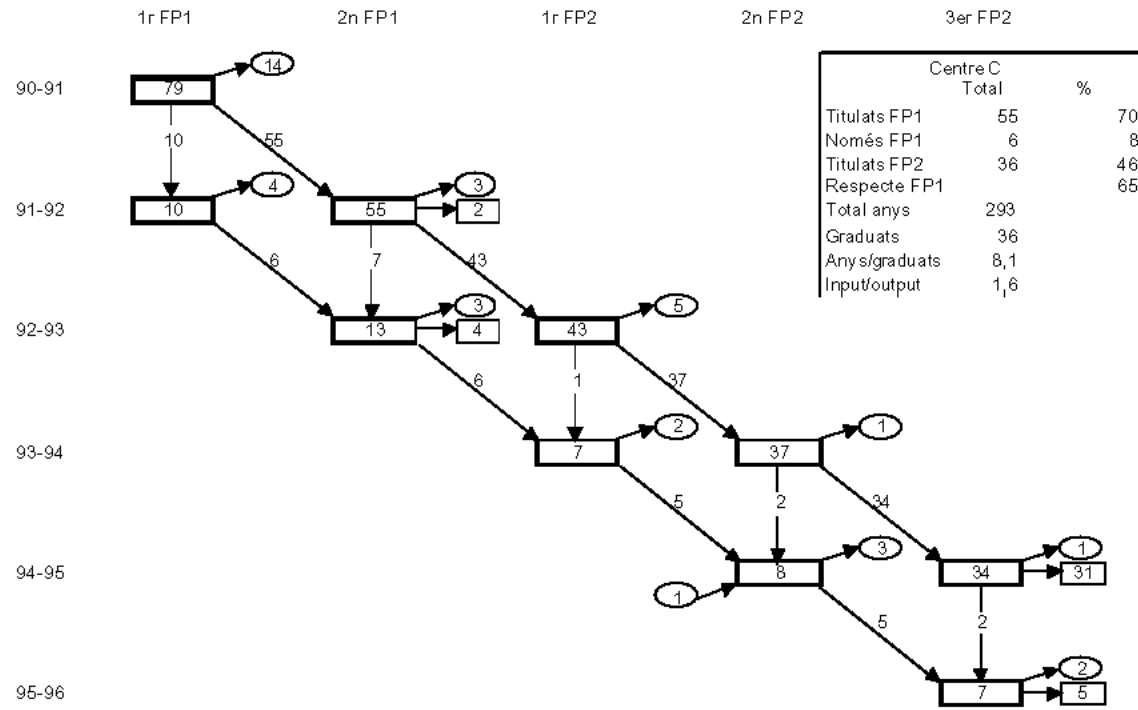 1r FP1 2n FP1 1r FP2 2n FP2 3er FP2
Centre C
Total %
14
90-91 79
Titulats FP1 55 70
10 55
Només FP1 6 8
Titulats FP2 36 46
4 3
Respecte FP1 65
91-92 10 55 2
Total anys 293
Graduats 36
6 7 43
Anys/graduats 8,1
Input/output 1,6
3 5
92-93 13 4 43
6 1 37
2 1
93-94 7 37
5 2 34
3 1
94-95 8 34 31
1
5 2
2
95-96 7 5